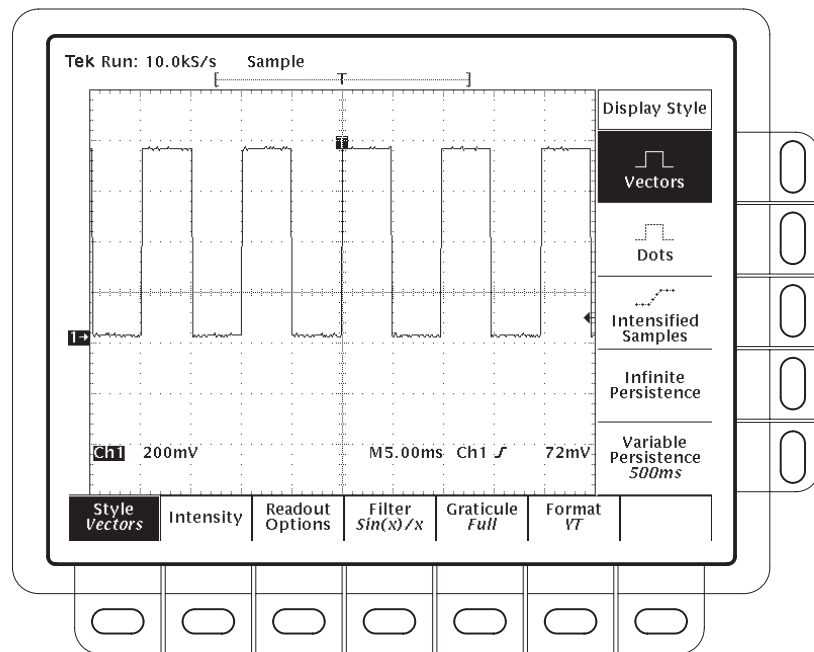 Tek Run: 10.0kS/s Sample
T
Display Style
T
Vectors
Dots
1→
Intensified
Samples
Infinite
Persistence
Ch1 200mV M5.00ms Ch1 72mV
Variable
Persistence
500ms
Style
Vectors
Intensity
Readout
Options
Filter
Sin(x)/x
Graticule
Full
Format
YT